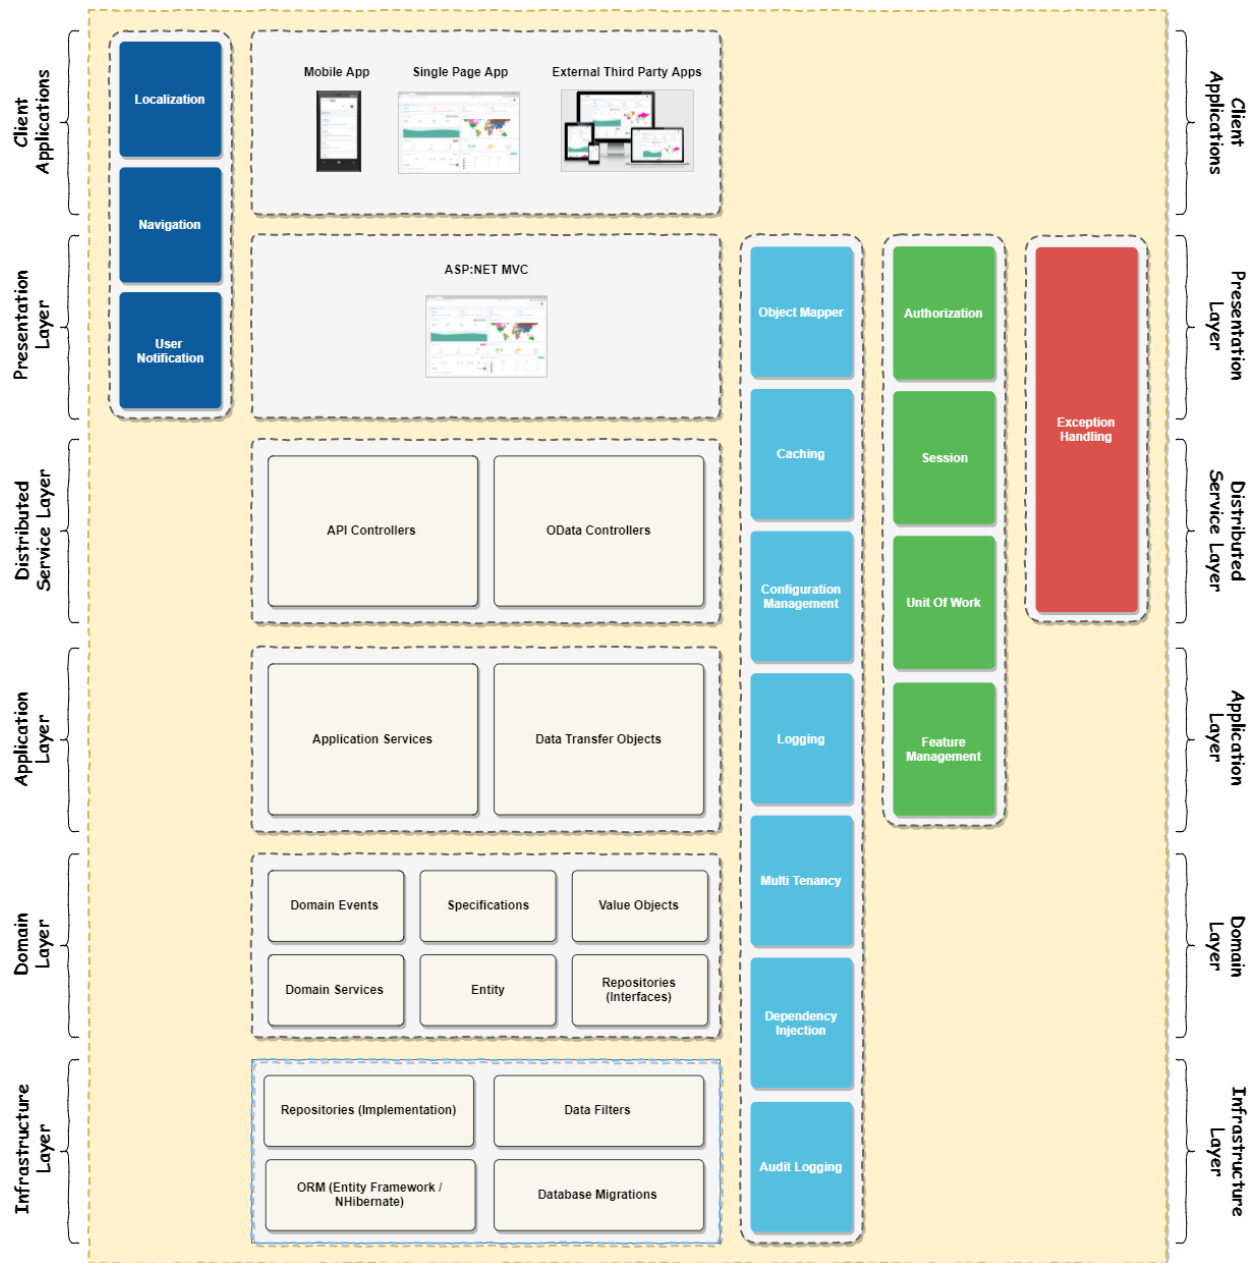 Client
Applications
Localization
Mobile App
Single Page App
External Third Party Apps
Client
Applications
Navigation
Presentation
Layer
User
Notification
ASP:NET MVC
Object Mapper
Authorization
Exception
Handling
Presentation
Layer
Distributed
Service Layer
API Controllers
OData Controllers
Caching
Session
Configuration
Management
Unit Of Work
Distributed
Service Layer
Application
Layer
Application Services
Data Transfer Objects
Logging
Feature
Management
Application
Layer
Domain
Layer
Domain Events
Specifications
Value Objects
Domain Services
Entity
Repositories
(Interfaces)
Multi Tenancy
Dependency
Injection
Domain
Layer
Infrastructure
Layer
Repositories (Implementation)
Data Filters
ORM (Entity Framework /
NHibernate)
Database Migrations
Audit Logging
Infrastructure
Layer